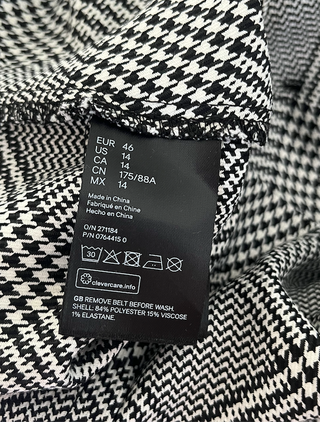 EUR 46
US 14
CA 14
CN 175/88A
MX 14
Made in China
Fabriqué en Chine
Hecho en China
O/N 271184
P/N 0764415 0
30
clevercare.info
GB REMOVE BELT BEFORE WASH.
SHELL: 84% POLYESTER 15% VISCOSE
1% ELASTANE.